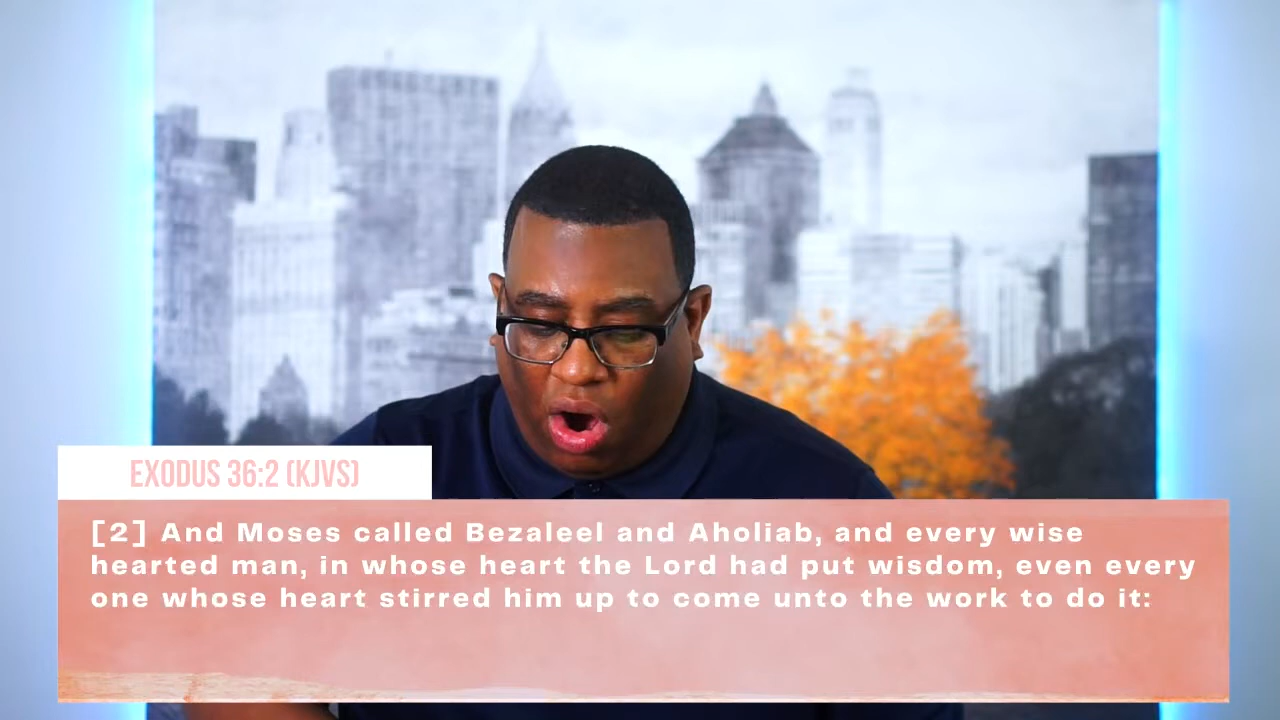 EXODUS 36:2 (KJVS)
[2] And Moses called Bezaleel and Aholiab, and every wise
hearted man, in whose heart the Lord had put wisdom, even every
one whose heart stirred him up to come unto the work to do it: